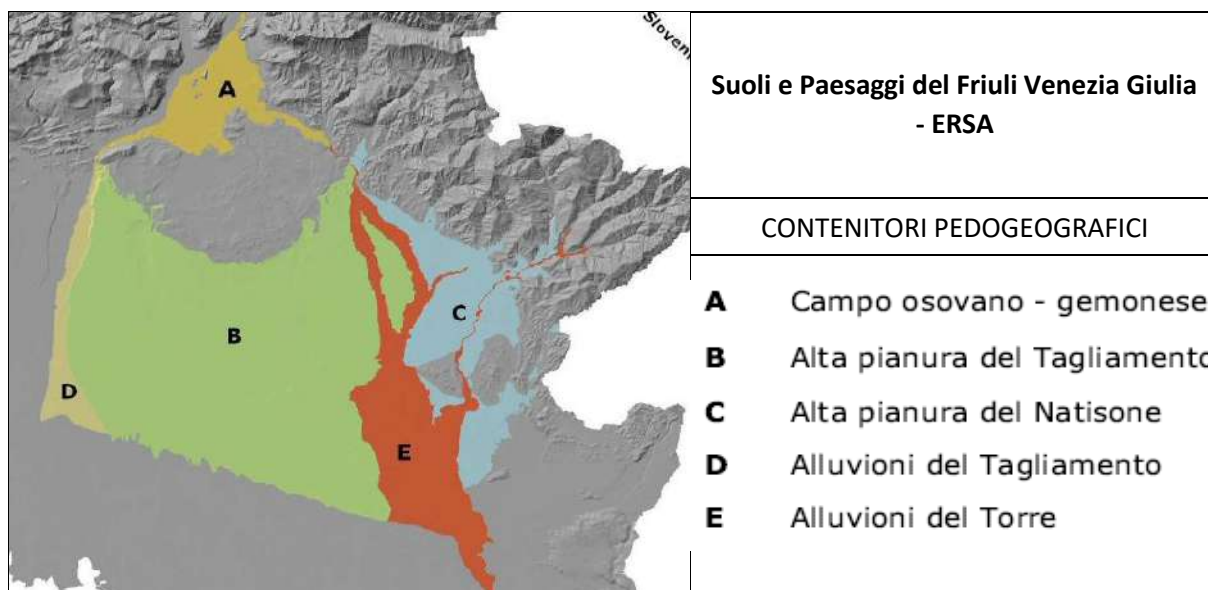 Sloven
A
B
C
D
E
Suoli e Paesaggi del Friuli Venezia Giulia
- ERSA
CONTENITORI PEDOGEOGRAFICI
A Campo osovano - gemonese
B Alta pianura del Tagliamento
C Alta pianura del Natisone
D Alluvioni del Tagliamento
E Alluvioni del Torre